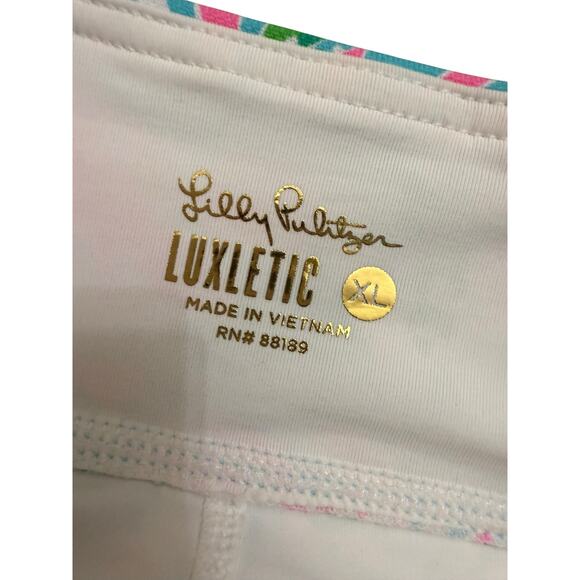 Lilly Pulitzer
LUXLETIC XL
MADE IN VIETNAM
RN# 88189